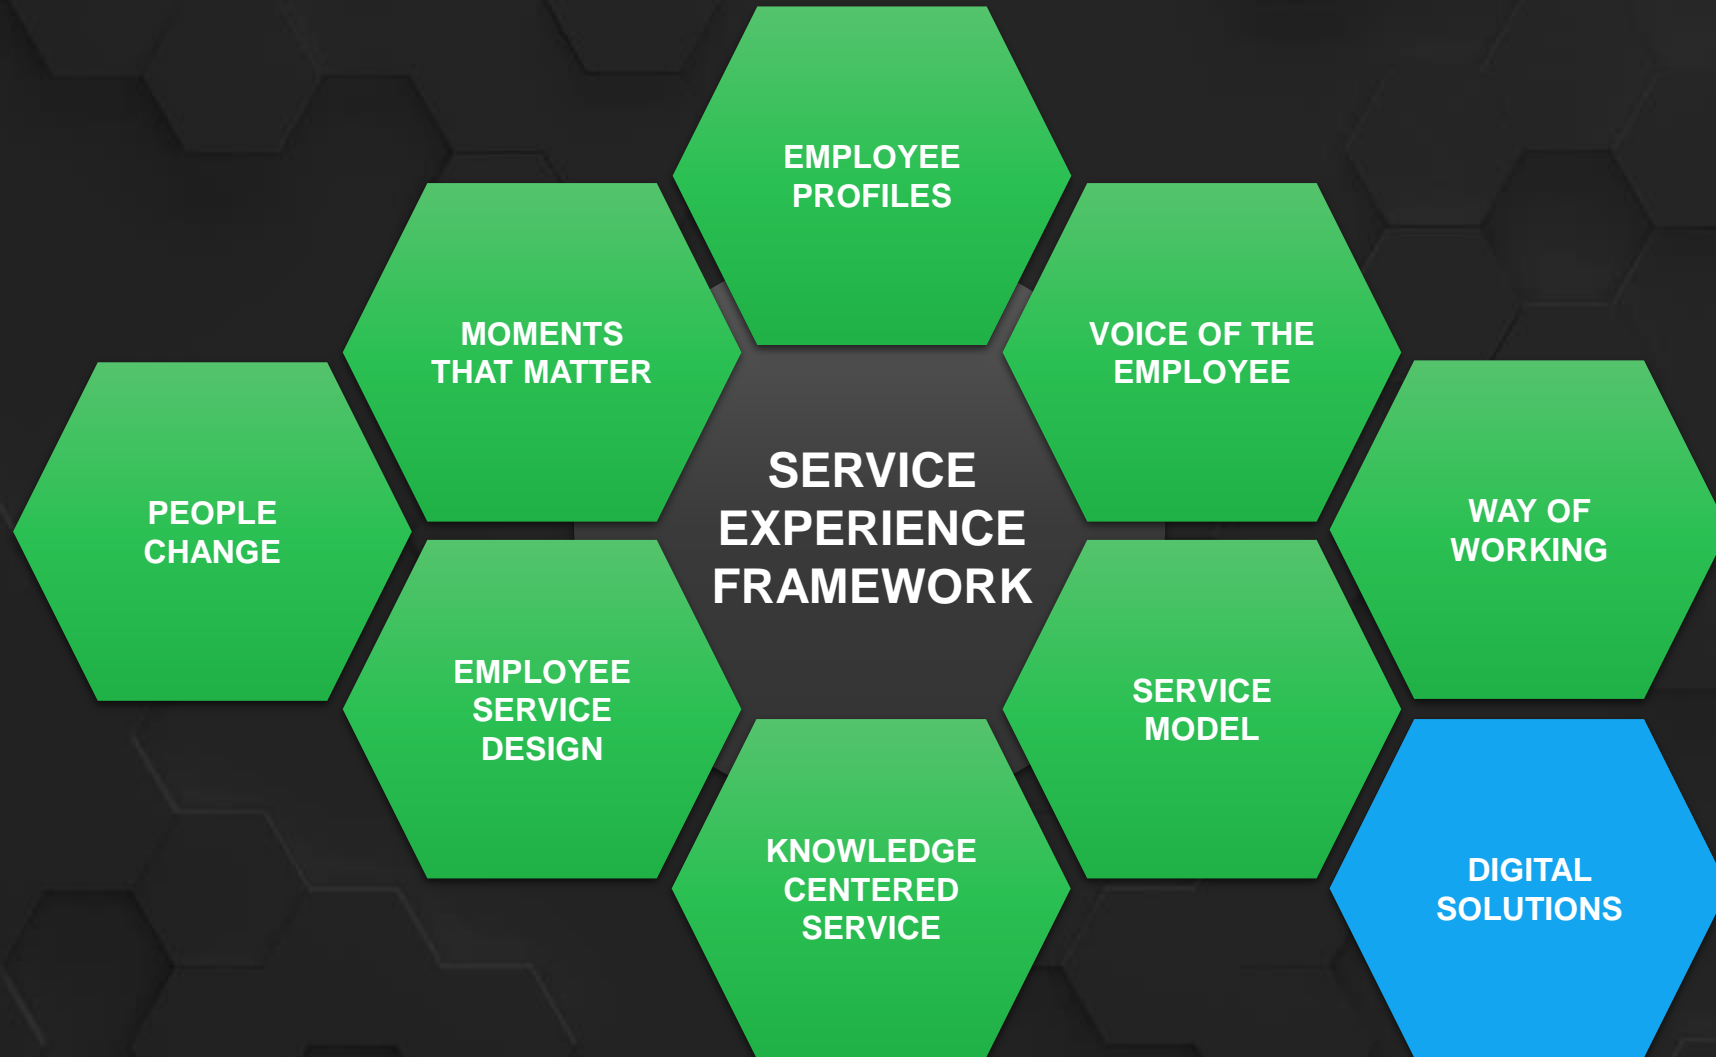 EMPLOYEE
PROFILES
MOMENTS
THAT MATTER
VOICE OF THE
EMPLOYEE
PEOPLE
CHANGE
SERVICE
EXPERIENCE
FRAMEWORK
WAY OF
WORKING
EMPLOYEE
SERVICE
DESIGN
SERVICE
MODEL
KNOWLEDGE
CENTERED
SERVICE
DIGITAL
SOLUTIONS